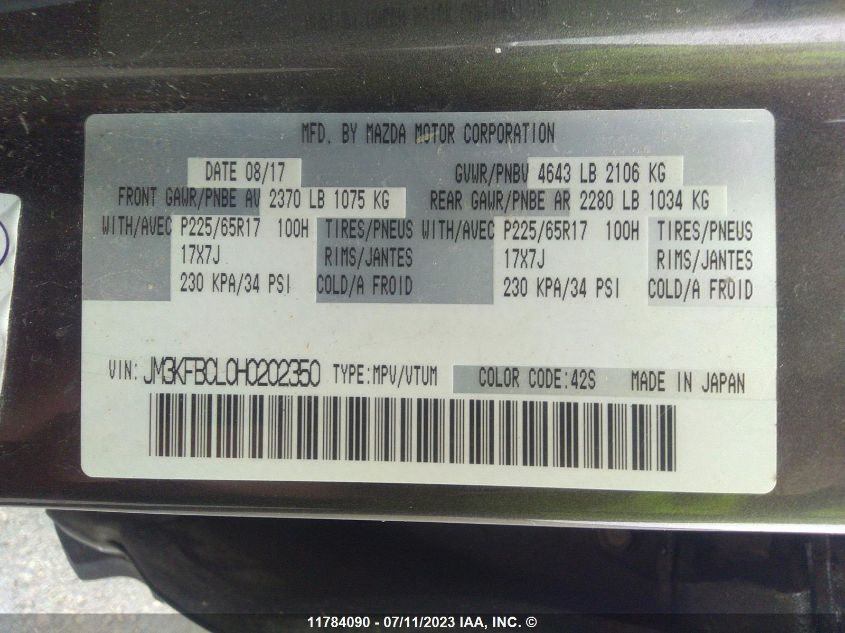 MFD. BY MAZDA MOTOR CORPORATION
DATE 08/17 GVWR/PNBV 4643 LB 2106 KG
FRONT GAWR/PNBE AV 2370 LB 1075 KG REAR GAWR/PNBE AR 2280 LB 1034 KG
WITH/AVEC P225/65R17 100H TIRES/PNEUS WITH/AVEC P225/65R17 100H TIRES/PNEUS
17X7J RIMS/JANTES 17X7J RIMS/JANTES
230 KPA/34 PSI COLD/A FROID 230 KPA/34 PSI COLD/A FROID
VIN: JM3KFBCL0H0202350 TYPE:MPV/VTUM COLOR CODE:42S MADE IN JAPAN
11784090 - 07/11/2023 IAA, INC. ©